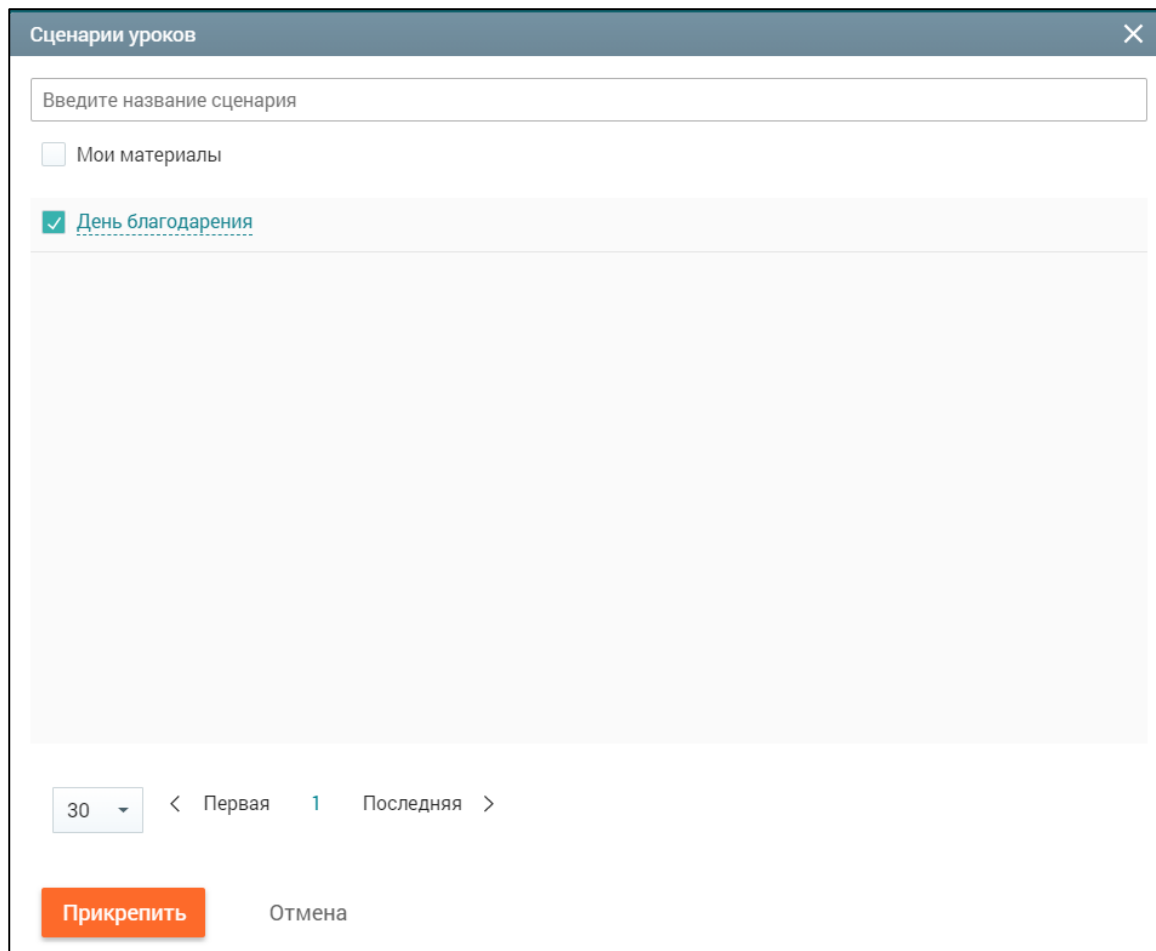 Сценарии уроков
Введите название сценария
Мои материалы
День благодарения
30 Первая 1 Последняя
Прикрепить Отмена